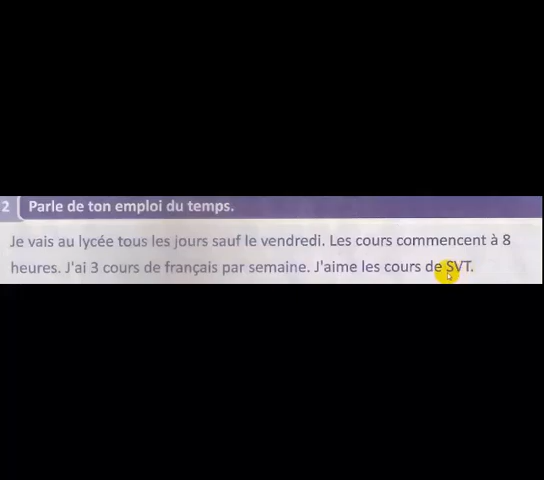 2 Parle de ton emploi du temps.
Je vais au lycée tous les jours sauf le vendredi. Les cours commencent à 8
heures. J'ai 3 cours de français par semaine. J'aime les cours de SVT.